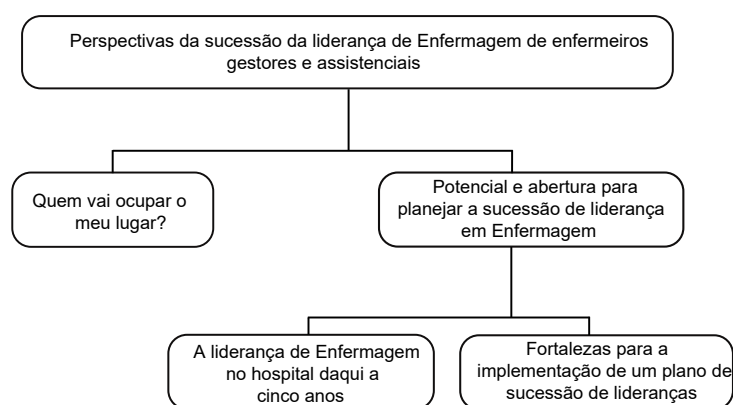 Perspectivas da sucessão da liderança de Enfermagem de enfermeiros
gestores e assistenciais
Quem vai ocupar o
meu lugar?
Potencial e abertura para
planejar a sucessão de liderança
em Enfermagem
A liderança de Enfermagem
no hospital daqui a
cinco anos
Fortalezas para a
implementação de um plano de
sucessão de lideranças